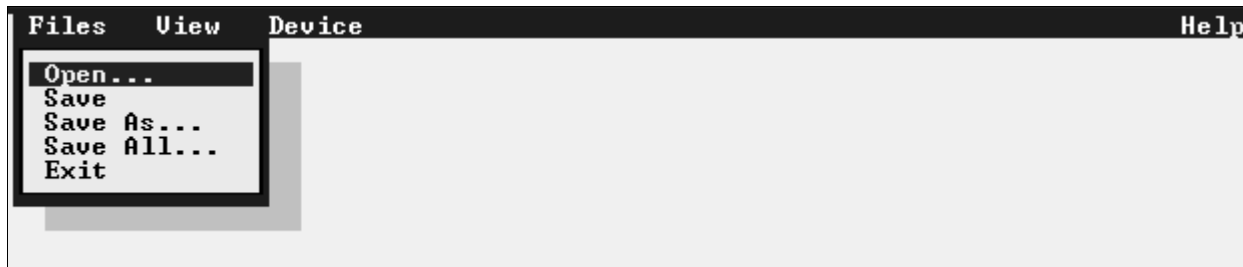 Files View Device Help
Open...
Save
Save As...
Save All...
Exit